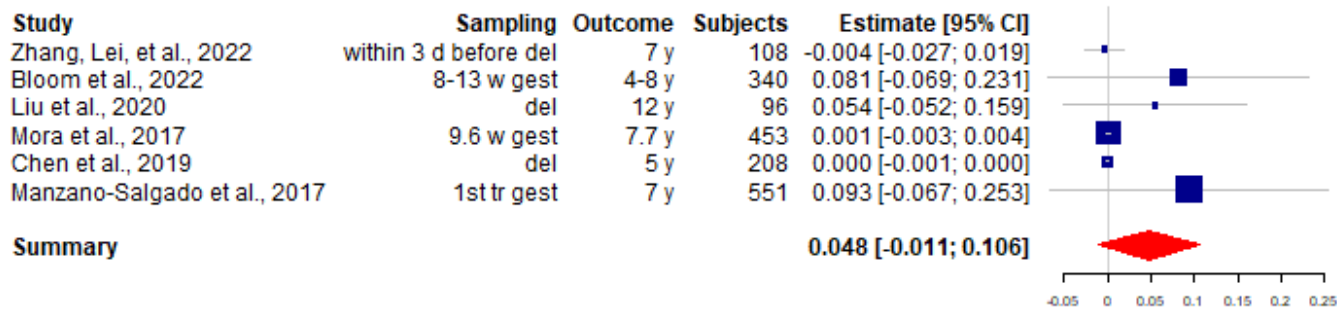 Study Sampling Outcome Subjects Estimate [95% CI]
Zhang, Lei, et al., 2022 within 3 d before del 7 y 108 -0.004 [-0.027; 0.019]
Bloom et al., 2022 8-13 w gest 4-8 y 340 0.081 [-0.069; 0.231]
Liu et al., 2020 del 12 y 96 0.054 [-0.052; 0.159]
Mora et al., 2017 9.6 w gest 7.7 y 453 0.001 [-0.003; 0.004]
Chen et al., 2019 del 5 y 208 0.000 [-0.001; 0.000]
Manzano-Salgado et al., 2017 1st tr gest 7 y 551 0.093 [-0.067; 0.253]
Summary 0.048 [-0.011; 0.106]
-0.05 0 0.05 0.1 0.15 0.2 0.25